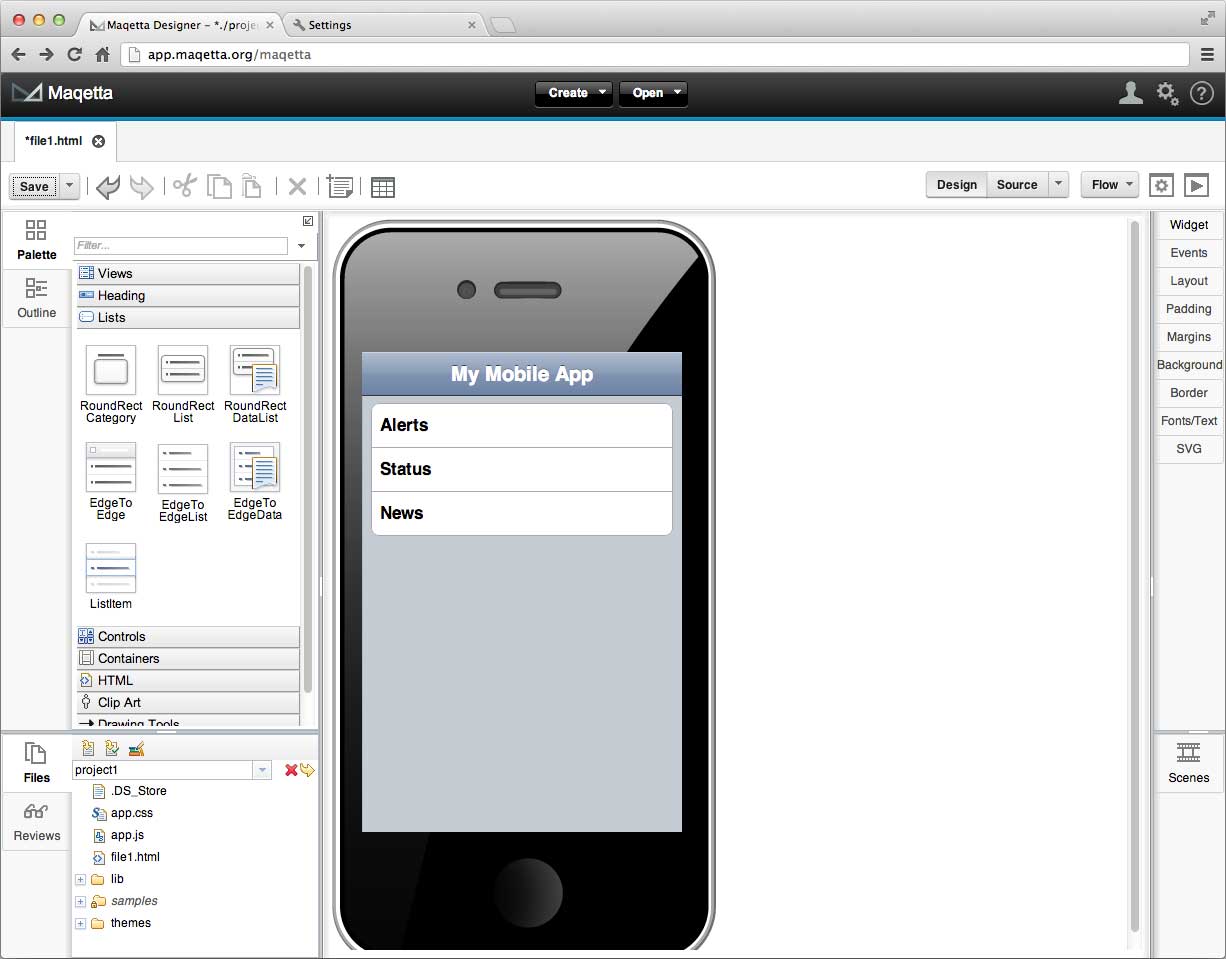 Maqetta Designer – *./proje
Settings
app.maqetta.org/maqetta
Maqetta
Create
Open
?
*file1.html
Save
Design
Source
Flow
Palette
Outline
Filter...
Views
Heading
Lists
RoundRect
Category
RoundRect
List
RoundRect
DataList
EdgeTo
Edge
EdgeTo
EdgeList
EdgeTo
EdgeData
ListItem
Controls
Containers
HTML
Clip Art
Drawing Tools
My Mobile App
Alerts
Status
News
Widget
Events
Layout
Padding
Margins
Background
Border
Fonts/Text
SVG
Files
Reviews
project1
.DS_Store
app.css
app.js
file1.html
lib
samples
themes
Scenes